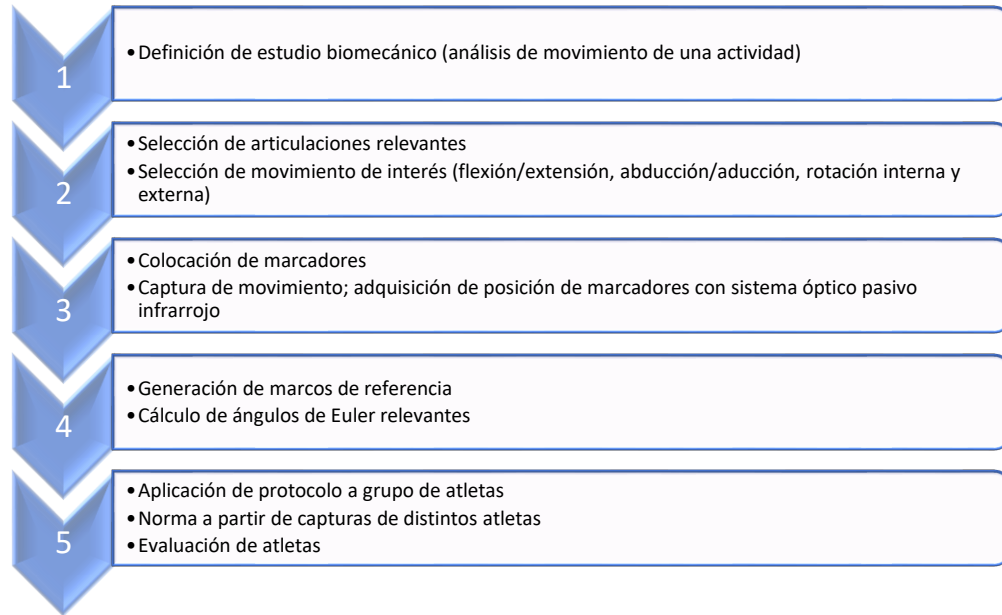 1
•Definición de estudio biomecánico (análisis de movimiento de una actividad)
2
•Selección de articulaciones relevantes
•Selección de movimiento de interés (flexión/extensión, abducción/aducción, rotación interna y
externa)
3
•Colocación de marcadores
•Captura de movimiento; adquisición de posición de marcadores con sistema óptico pasivo
infrarrojo
4
•Generación de marcos de referencia
•Cálculo de ángulos de Euler relevantes
5
•Aplicación de protocolo a grupo de atletas
•Norma a partir de capturas de distintos atletas
•Evaluación de atletas